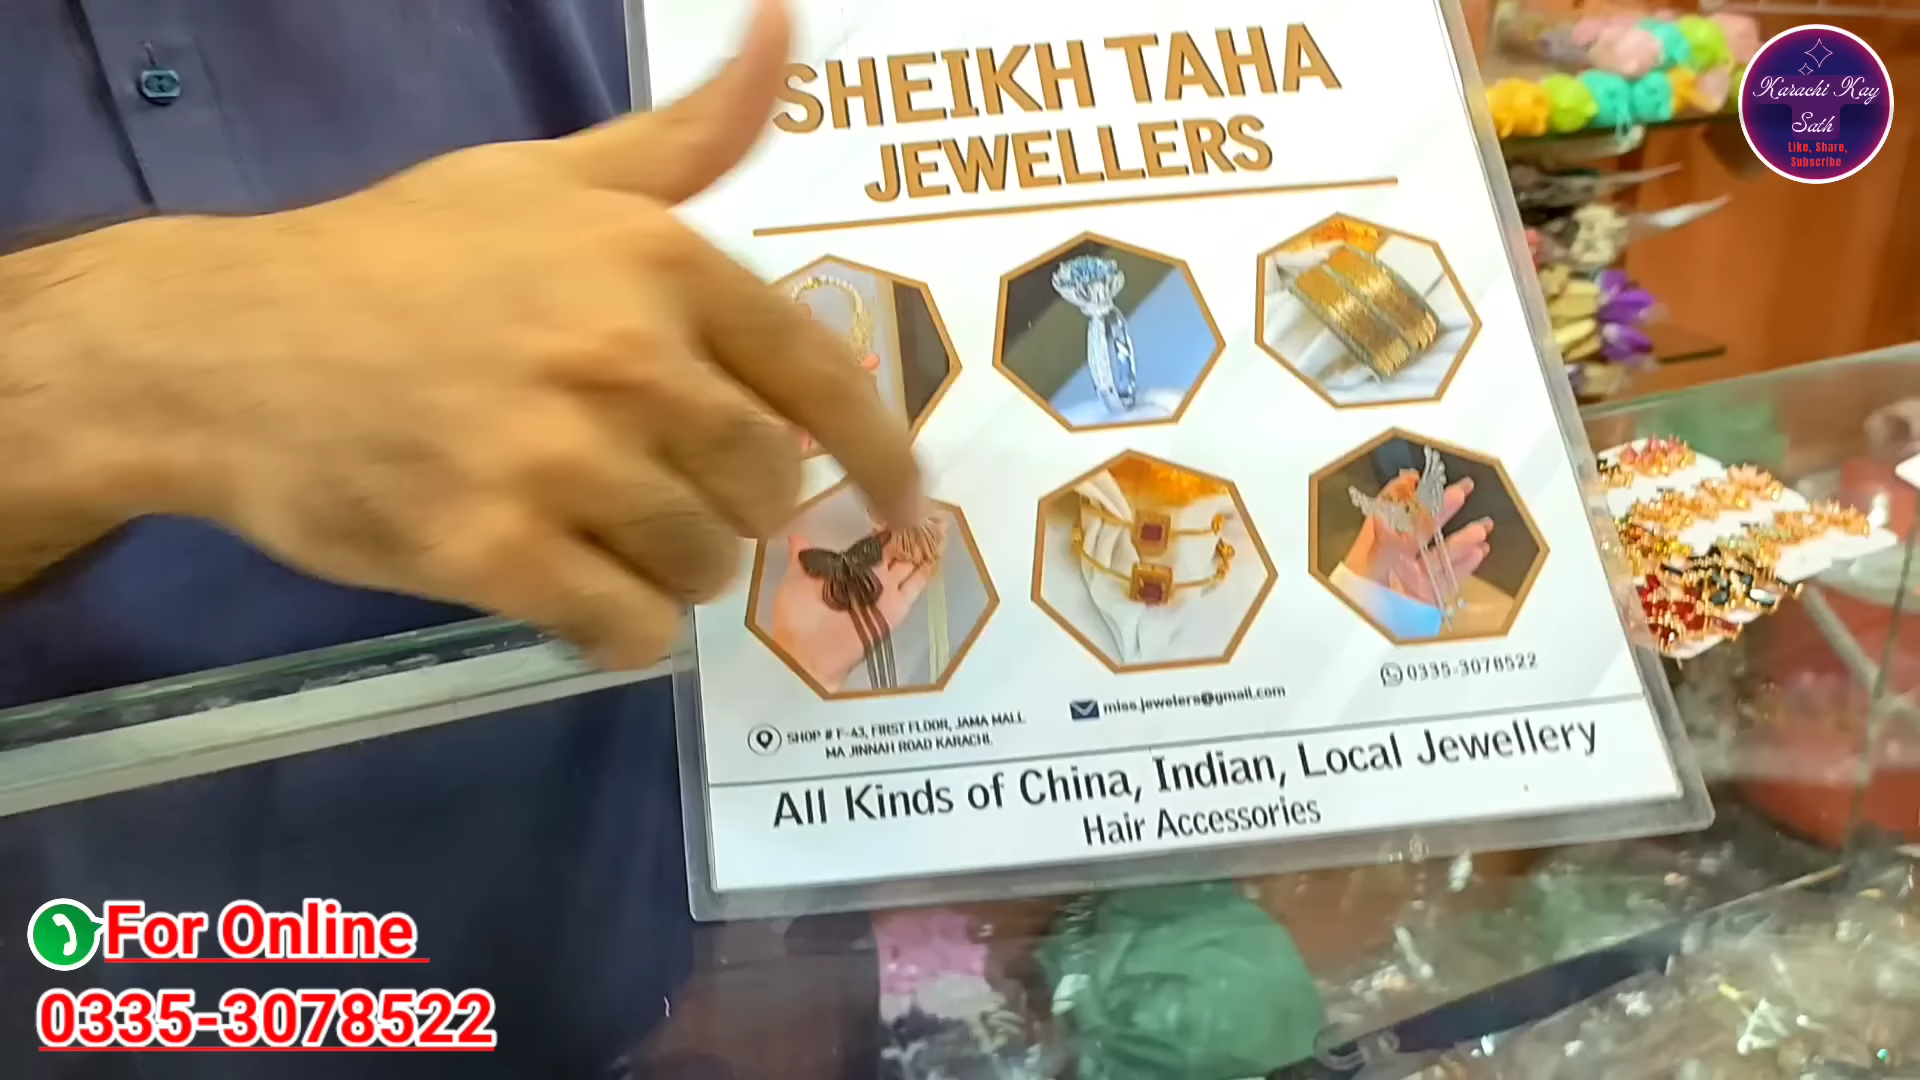 SHEIKH TAHA
JEWELLERS
SHOP # F-43, FIRST FLOOR, JAMA MALL
MA JINNAH ROAD KARACHI.
miss.jewelers@gmail.com
0335-3078522
All Kinds of China, Indian, Local Jewellery
Hair Accessories
Karachi Kay
Sath
Like, Share,
Subscribe
For Online
0335-3078522